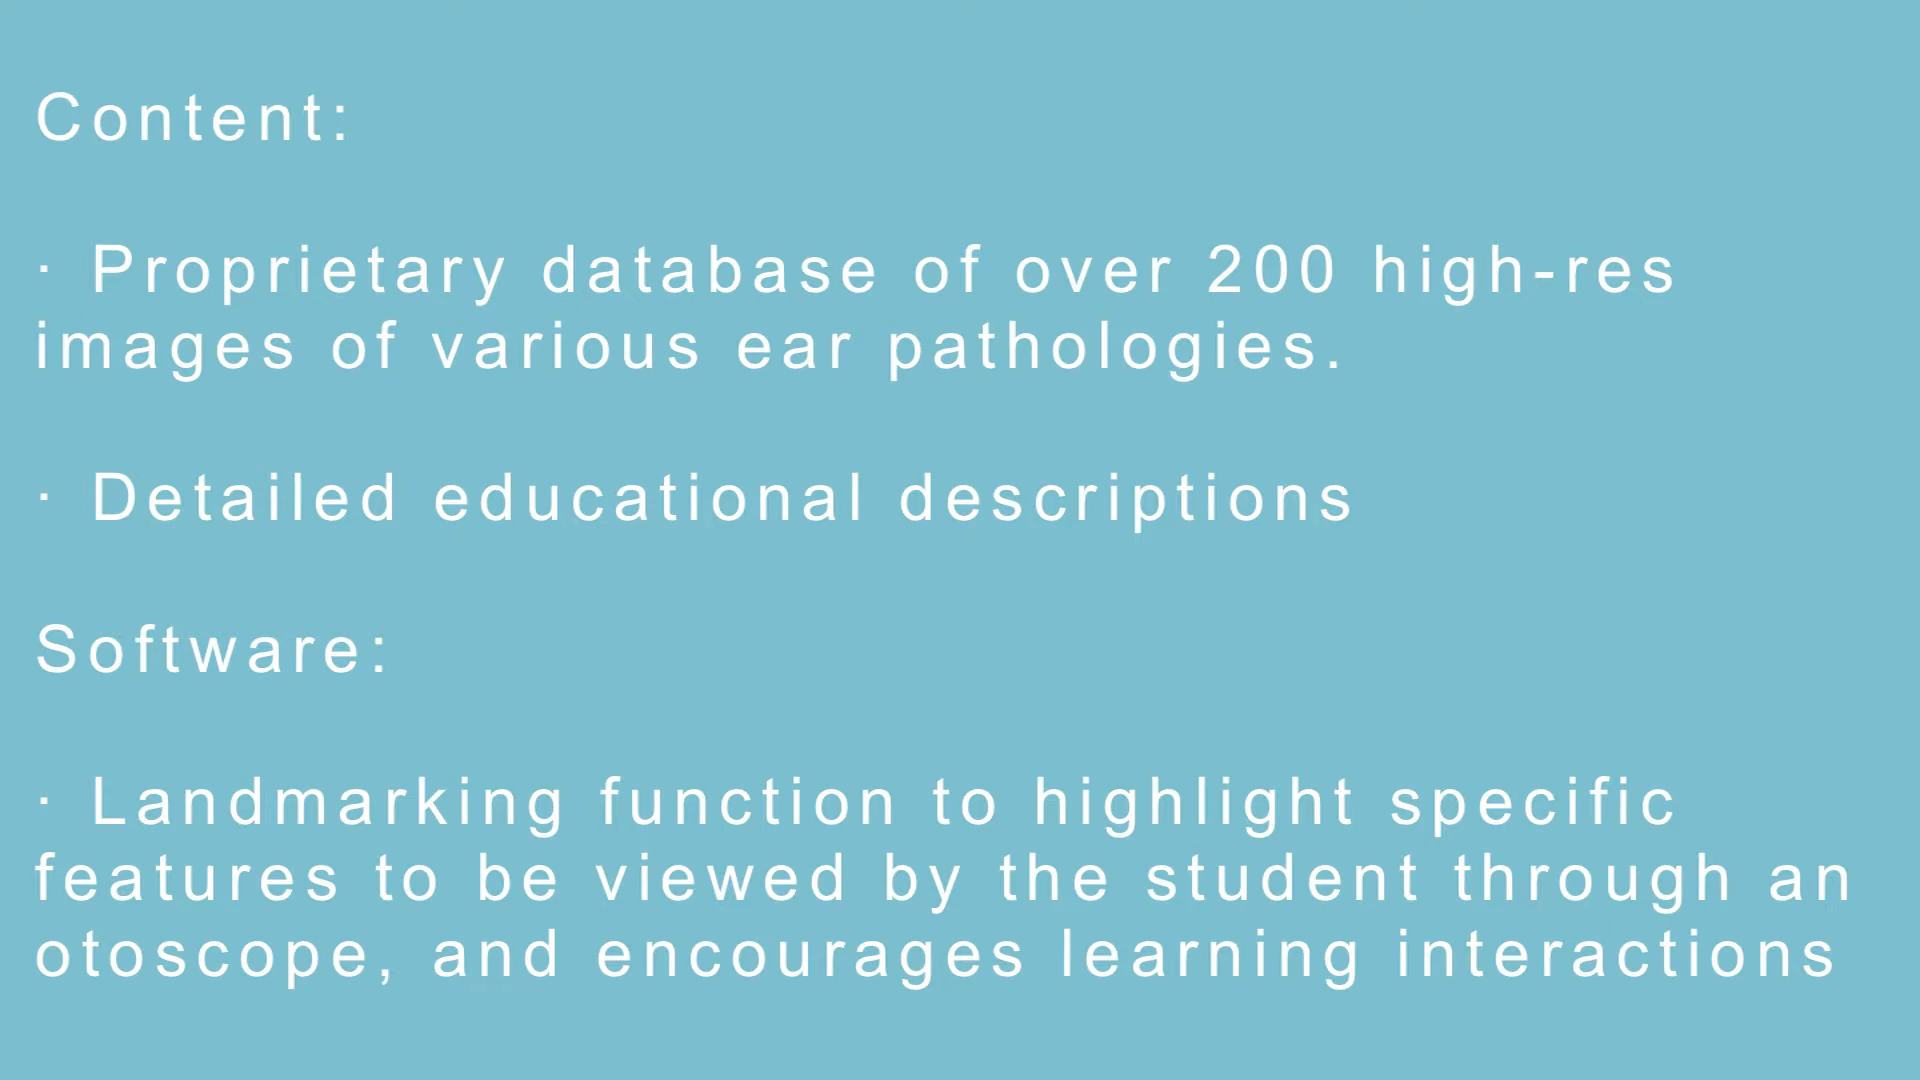 Content:
· Proprietary database of over 200 high-res
images of various ear pathologies.
· Detailed educational descriptions
Software:
· Landmarking function to highlight specific
features to be viewed by the student through an
otoscope, and encourages learning interactions